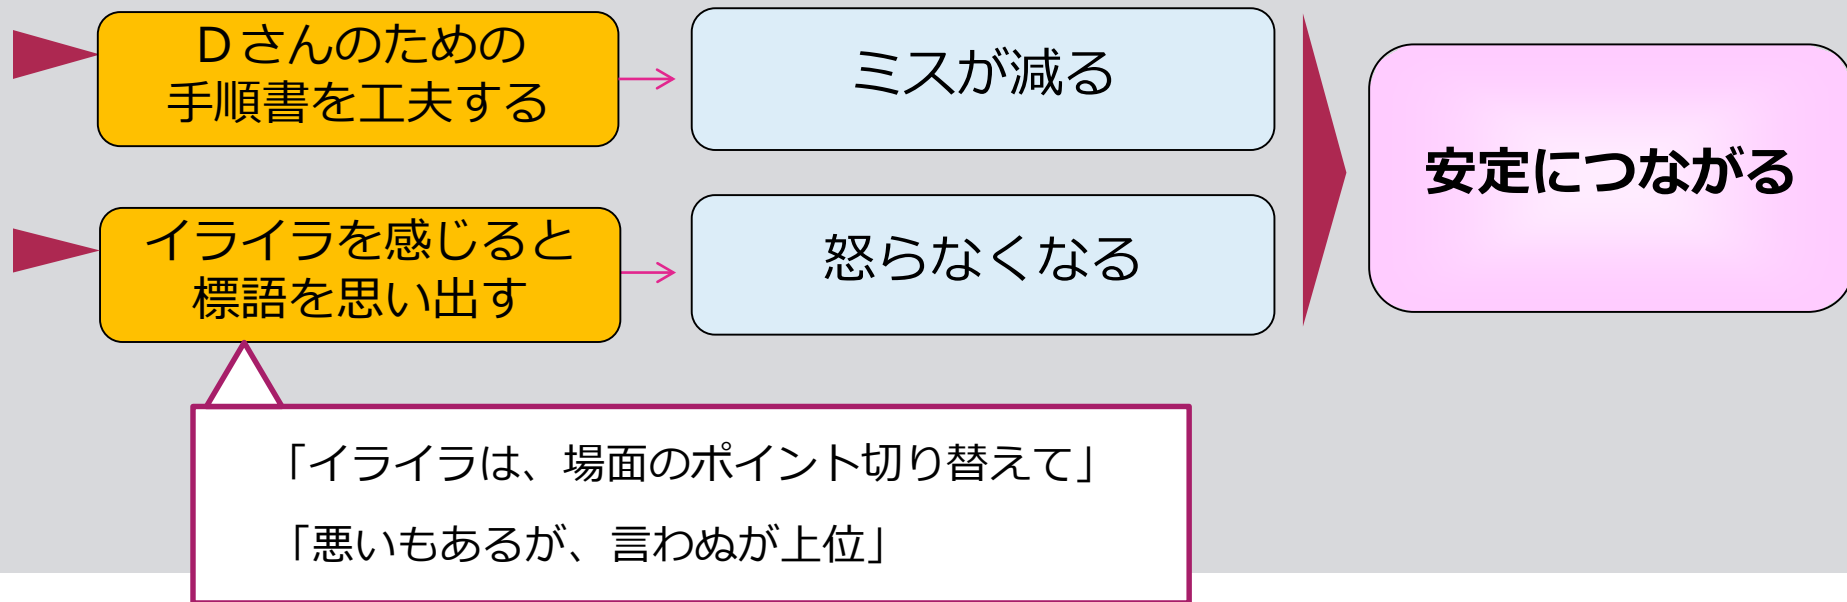 Ｄさんのための
手順書を工夫する
ミスが減る
安定につながる
イライラを感じると
標語を思い出す
怒らなくなる
「イライラは、場面のポイント切り替えて」
「悪いもあるが、言わぬが上位」